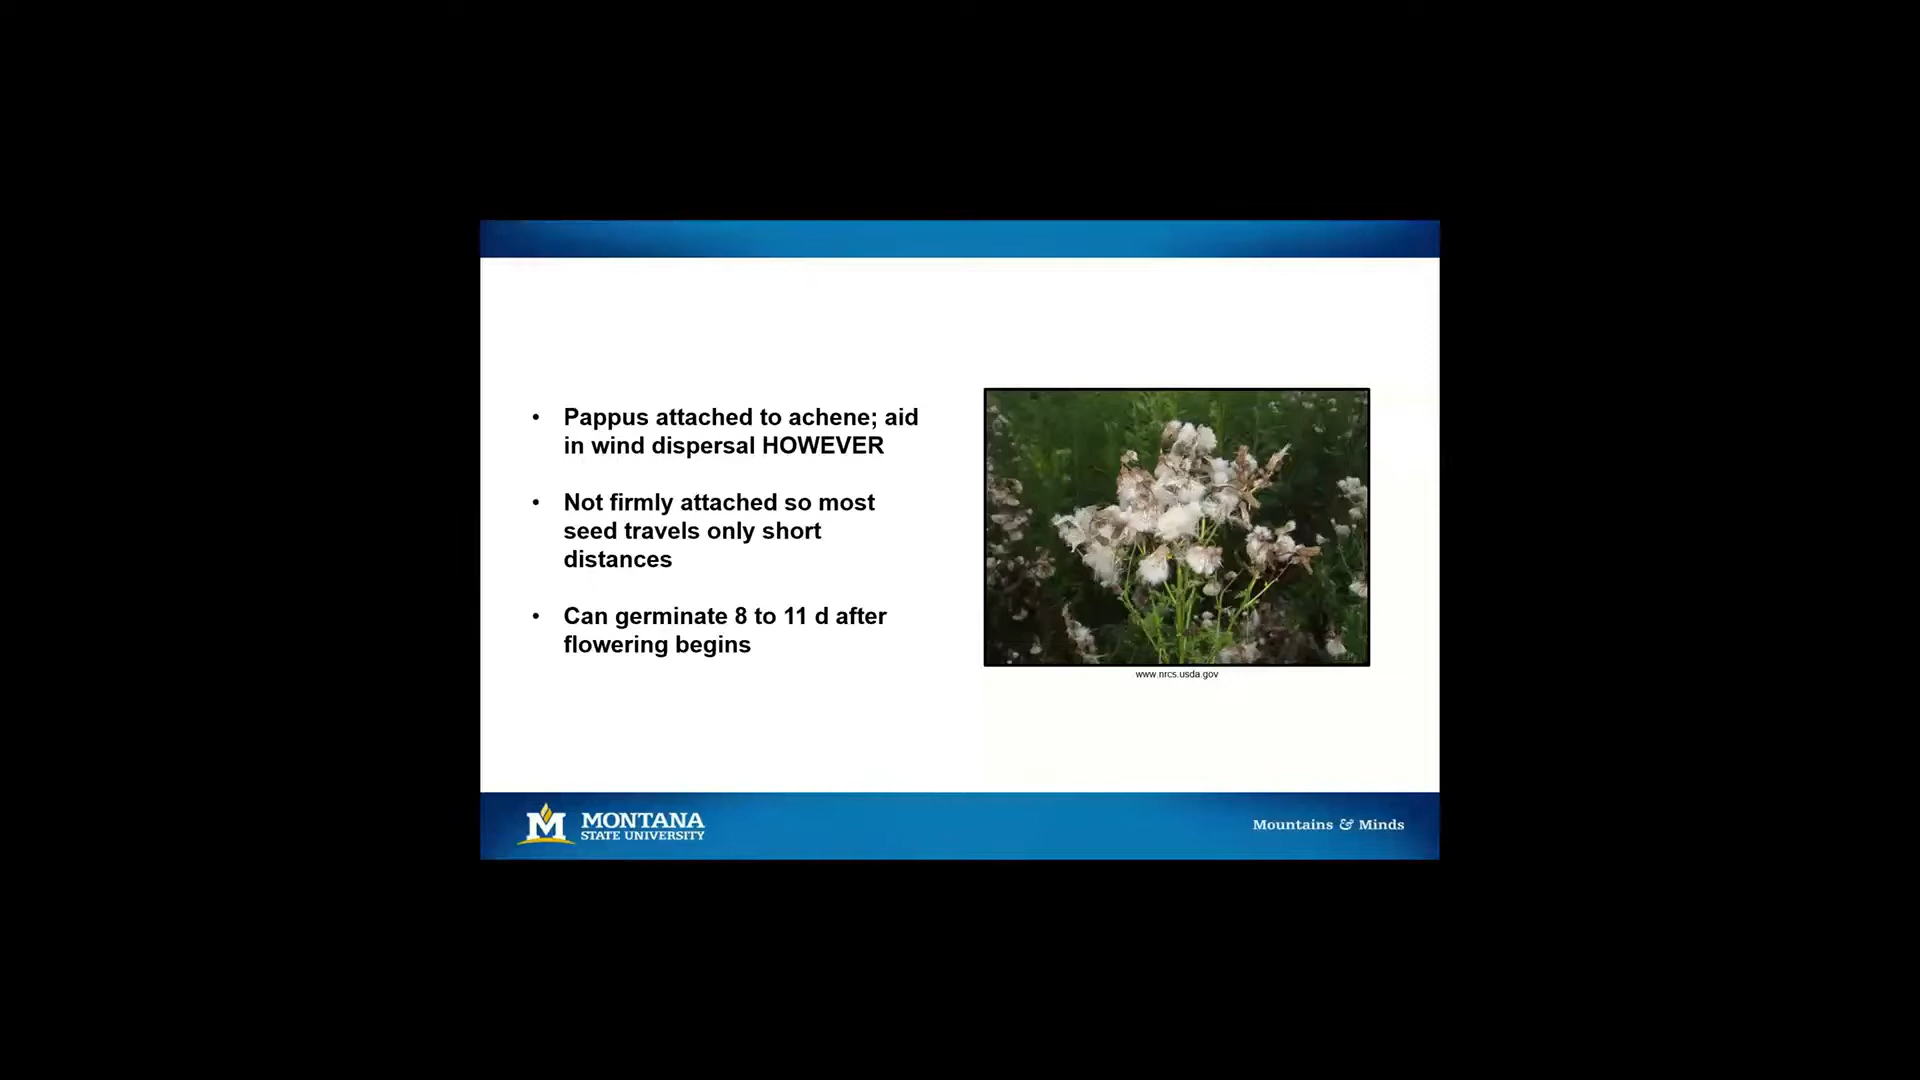 • Pappus attached to achene; aid
in wind dispersal HOWEVER
• Not firmly attached so most
seed travels only short
distances
• Can germinate 8 to 11 d after
flowering begins
www.nrcs.usda.gov
M MONTANA
STATE UNIVERSITY
Mountains & Minds